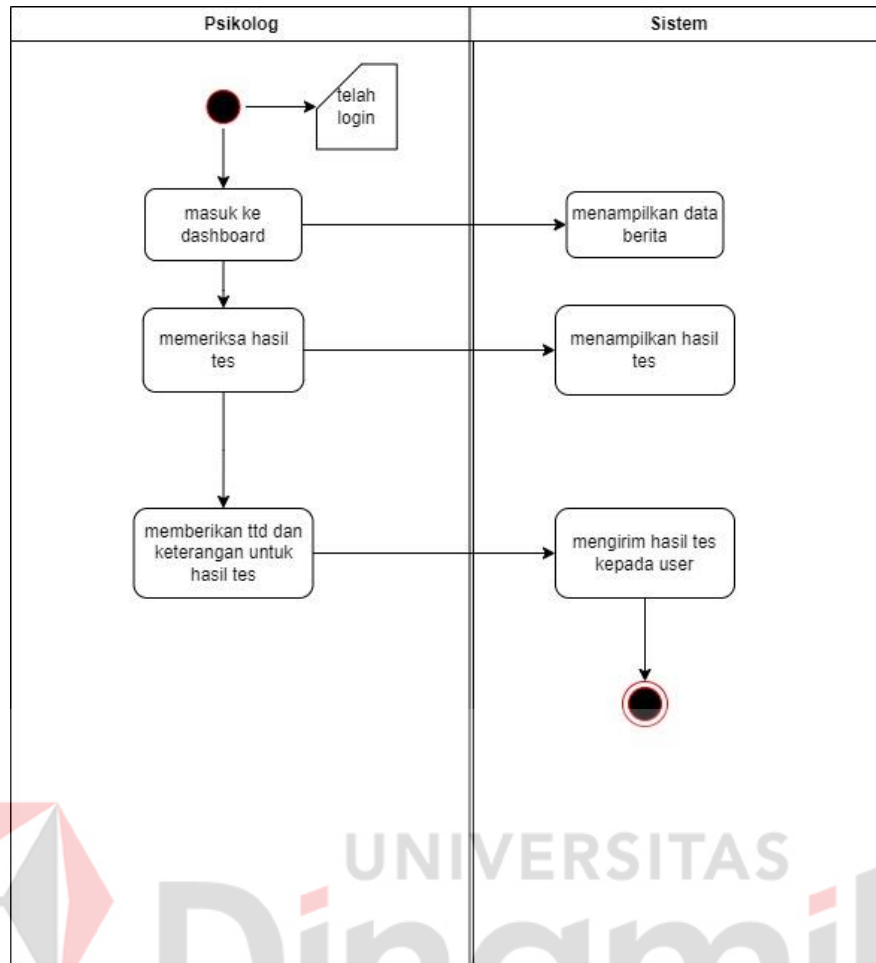 Psikolog
Sistem
telah
login
masuk ke
dashboard
menampilkan data
berita
memeriksa hasil
tes
menampilkan hasil
tes
memberikan ttd dan
keterangan untuk
hasil tes
mengirim hasil tes
kepada user
UNIVERSITAS